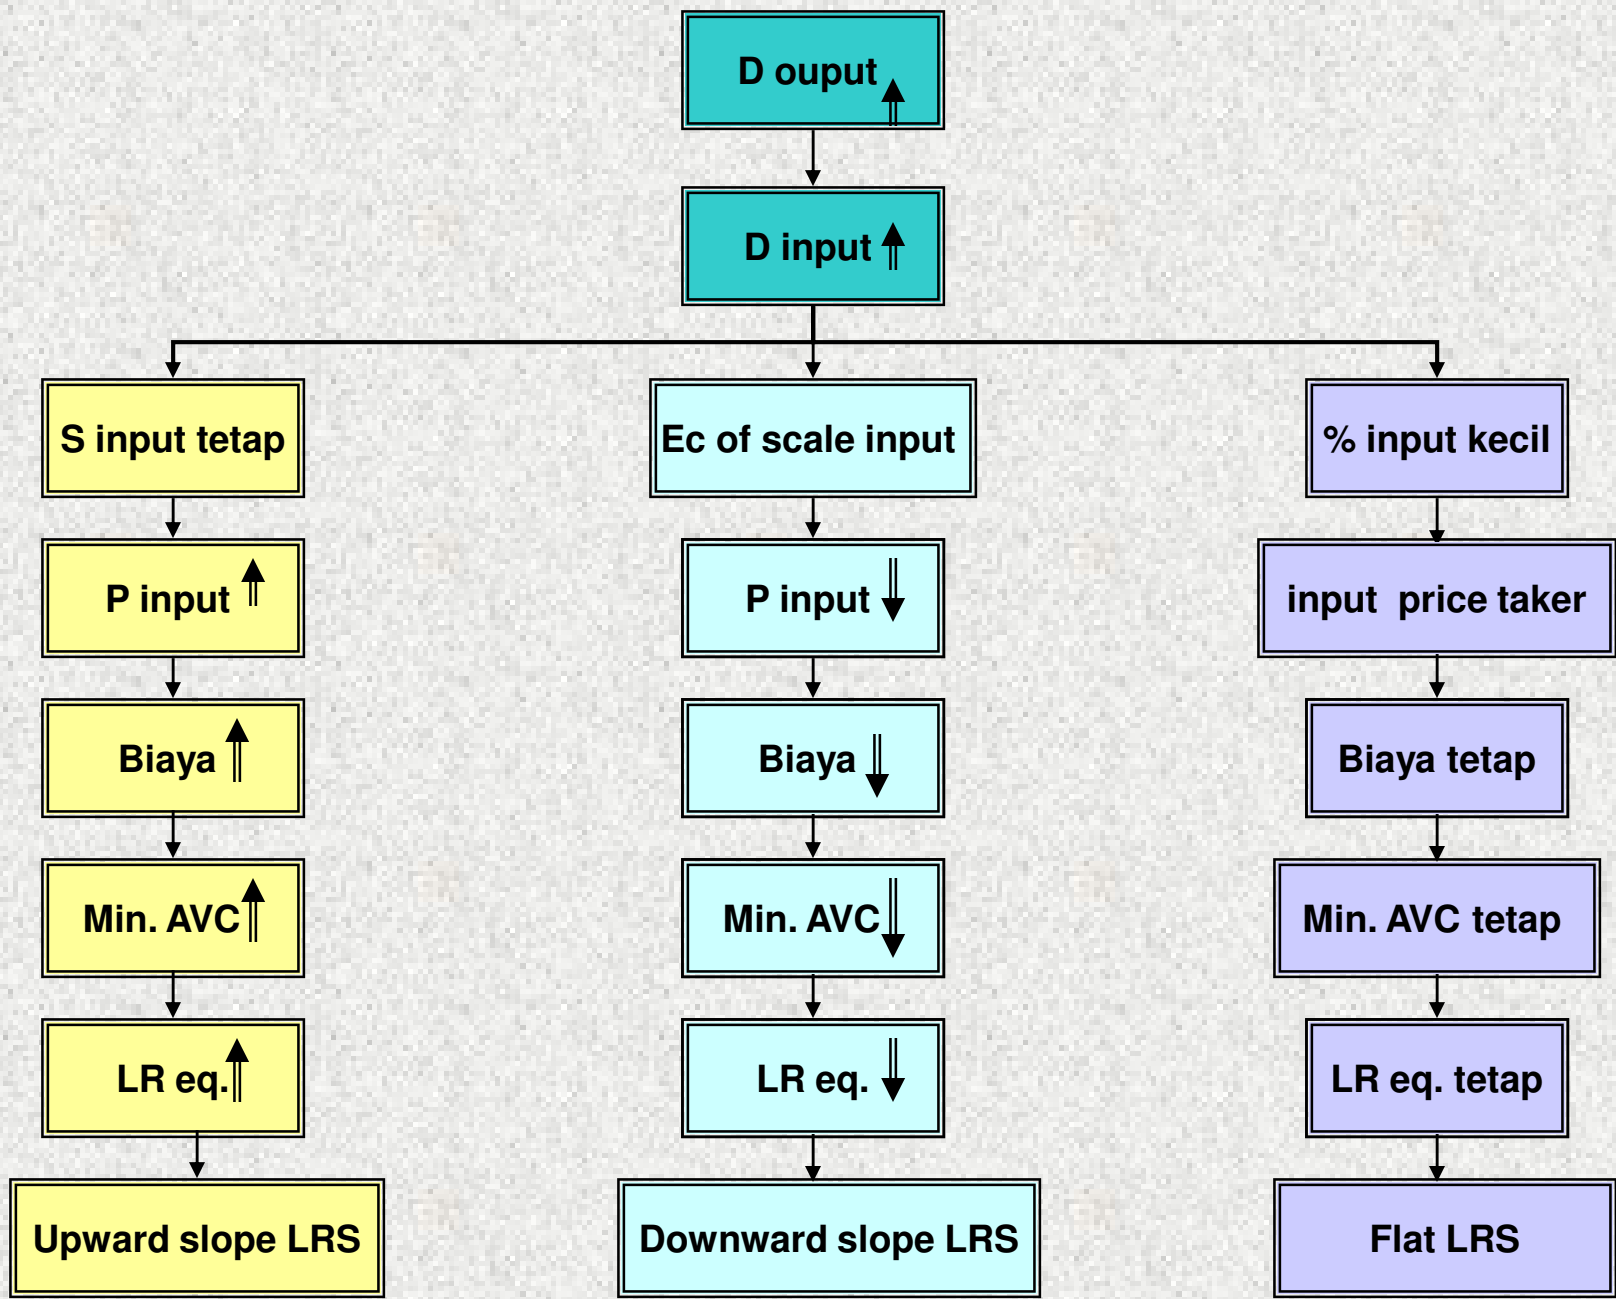 D ouput
D input
S input tetap
Ec of scale input
% input kecil
P input
P input
input price taker
Biaya
Biaya
Biaya tetap
Min. AVC
Min. AVC
Min. AVC tetap
LR eq.
LR eq.
LR eq. tetap
Upward slope LRS
Downward slope LRS
Flat LRS